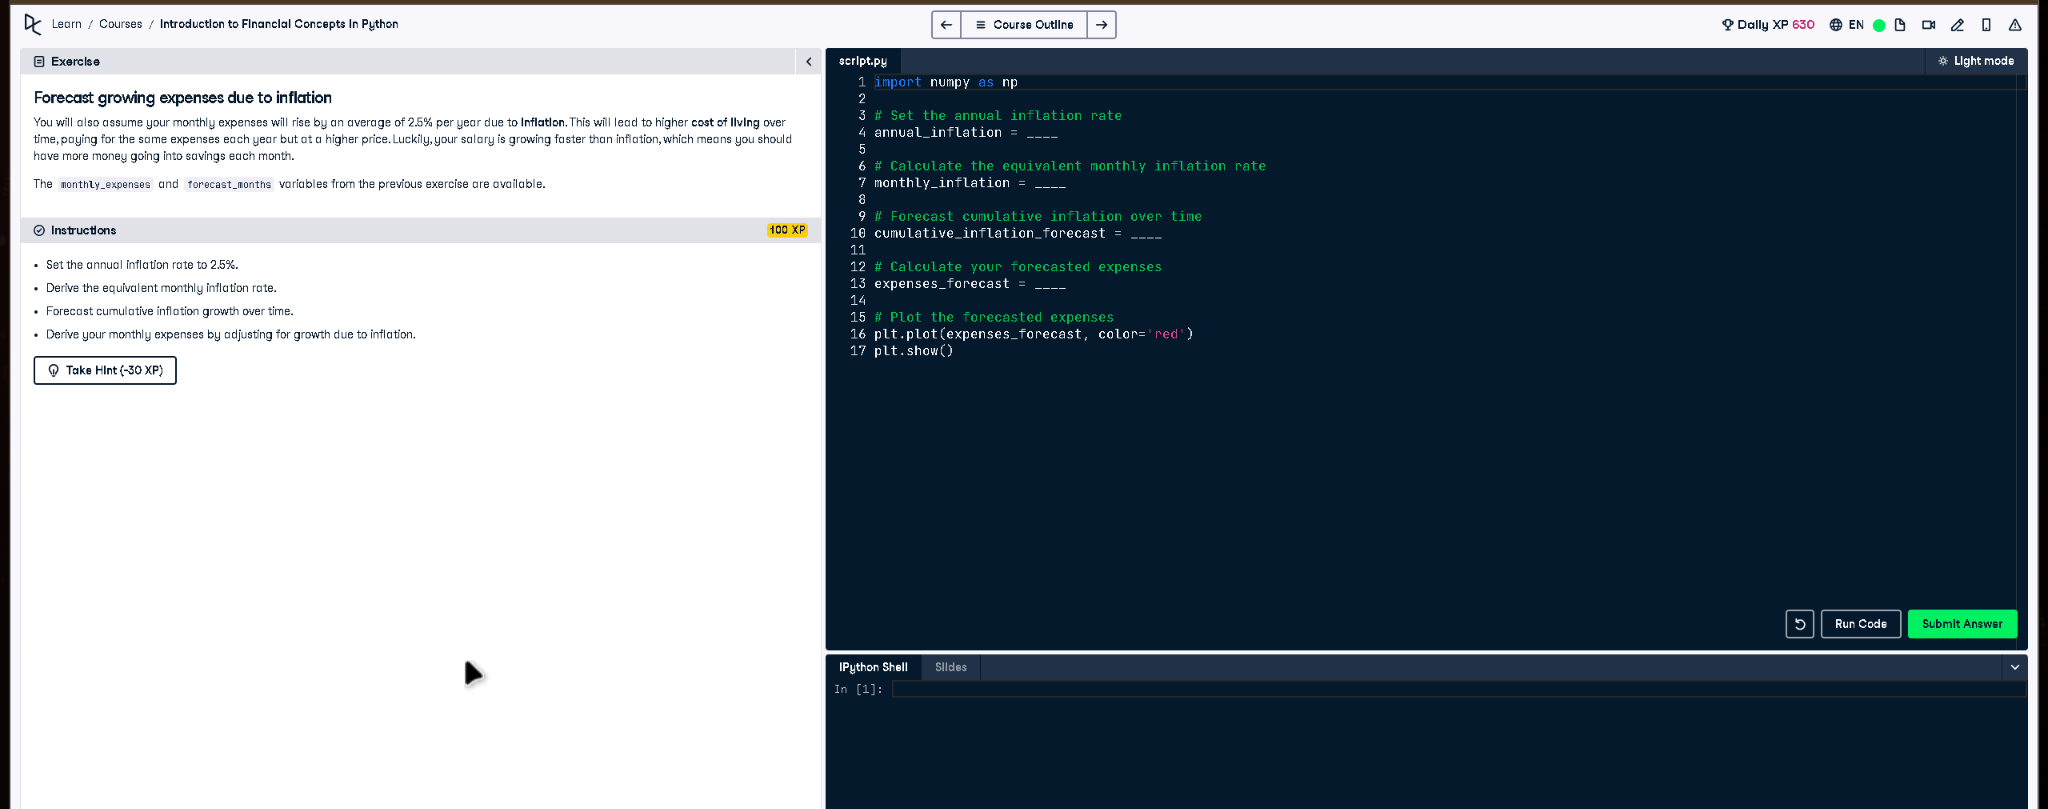 Learn / Courses / Introduction to Financial Concepts in Python
Course Outline
Daily XP 630
EN
Exercise
Forecast growing expenses due to inflation
You will also assume your monthly expenses will rise by an average of 2.5% per year due to inflation. This will lead to higher cost of living over
time, paying for the same expenses each year but at a higher price. Luckily, your salary is growing faster than inflation, which means you should
have more money going into savings each month.
The monthly_expenses and forecast_months variables from the previous exercise are available.
Instructions
100 XP
• Set the annual inflation rate to 2.5%.
• Derive the equivalent monthly inflation rate.
• Forecast cumulative inflation growth over time.
• Derive your monthly expenses by adjusting for growth due to inflation.
Take Hint (-30 XP)
script.py
Light mode
1 import numpy as np
2
3 # Set the annual inflation rate
4 annual_inflation = ____
5
6 # Calculate the equivalent monthly inflation rate
7 monthly_inflation = ____
8
9 # Forecast cumulative inflation over time
10 cumulative_inflation_forecast = ____
11
12 # Calculate your forecasted expenses
13 expenses_forecast = ____
14
15 # Plot the forecasted expenses
16 plt.plot(expenses_forecast, color='red')
17 plt.show()
Run Code
Submit Answer
IPython Shell
Slides
In [1]: